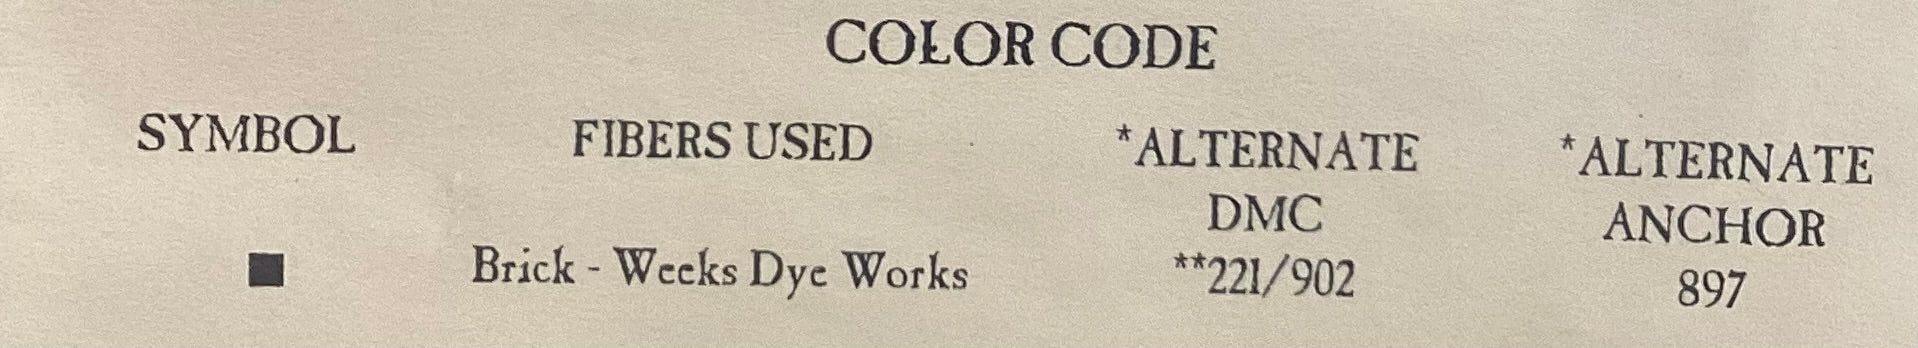 COLOR CODE
SYMBOL FIBERS USED *ALTERNATE *ALTERNATE
DMC ANCHOR
■ Brick - Weeks Dye Works **221/902 897